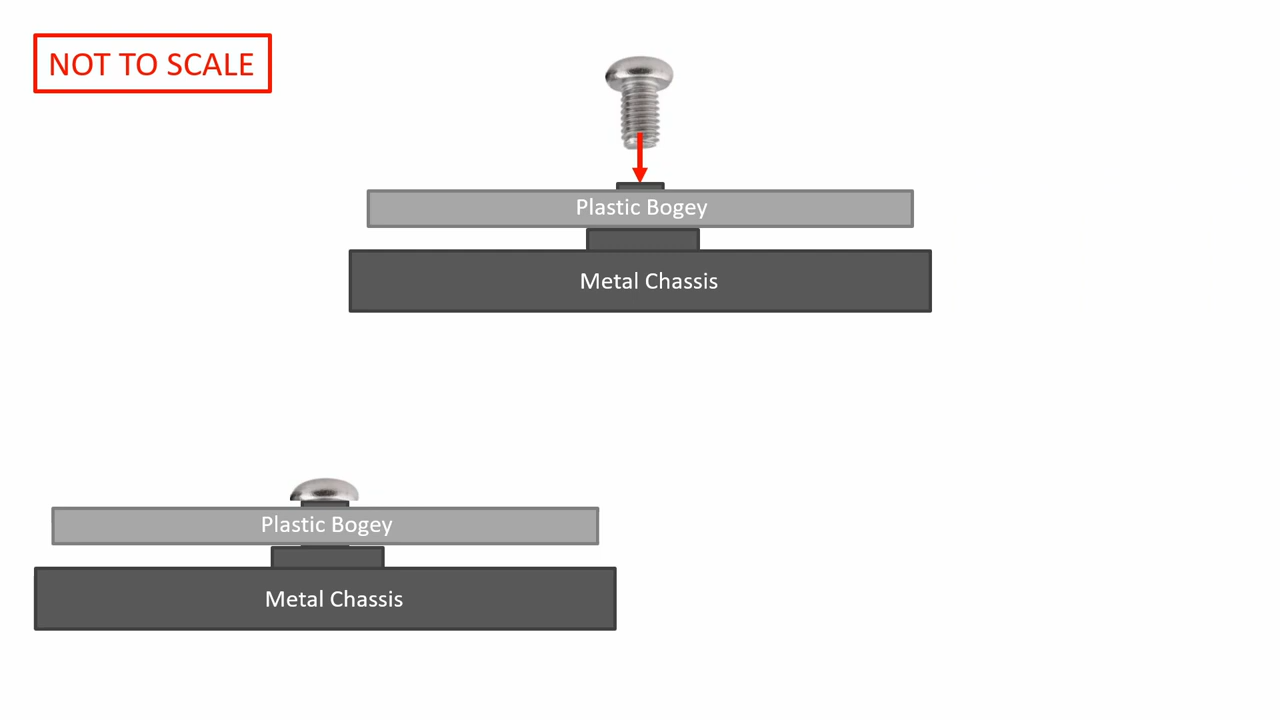 NOT TO SCALE
Plastic Bogey
Metal Chassis
Plastic Bogey
Metal Chassis